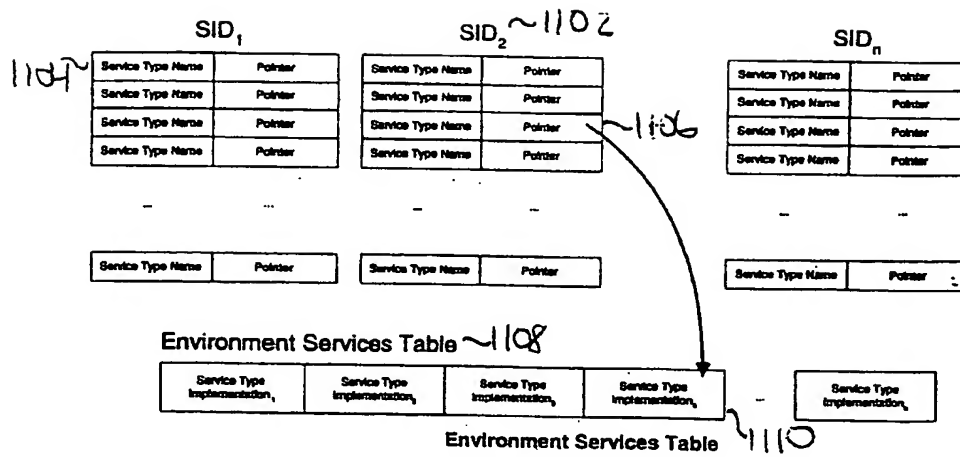 SID1 SID2 ~1102 SIDn
1104~ Service Type Name Pointer Service Type Name Pointer Service Type Name Pointer
Service Type Name Pointer Service Type Name Pointer Service Type Name Pointer
Service Type Name Pointer Service Type Name Pointer ~1106 Service Type Name Pointer
Service Type Name Pointer Service Type Name Pointer Service Type Name Pointer
Service Type Name Pointer Service Type Name Pointer Service Type Name Pointer
Environment Services Table ~1108
Service Type Service Type Service Type Service Type Service Type
Implementation Implementation Implementation Implementation Implementation
Environment Services Table ~1110